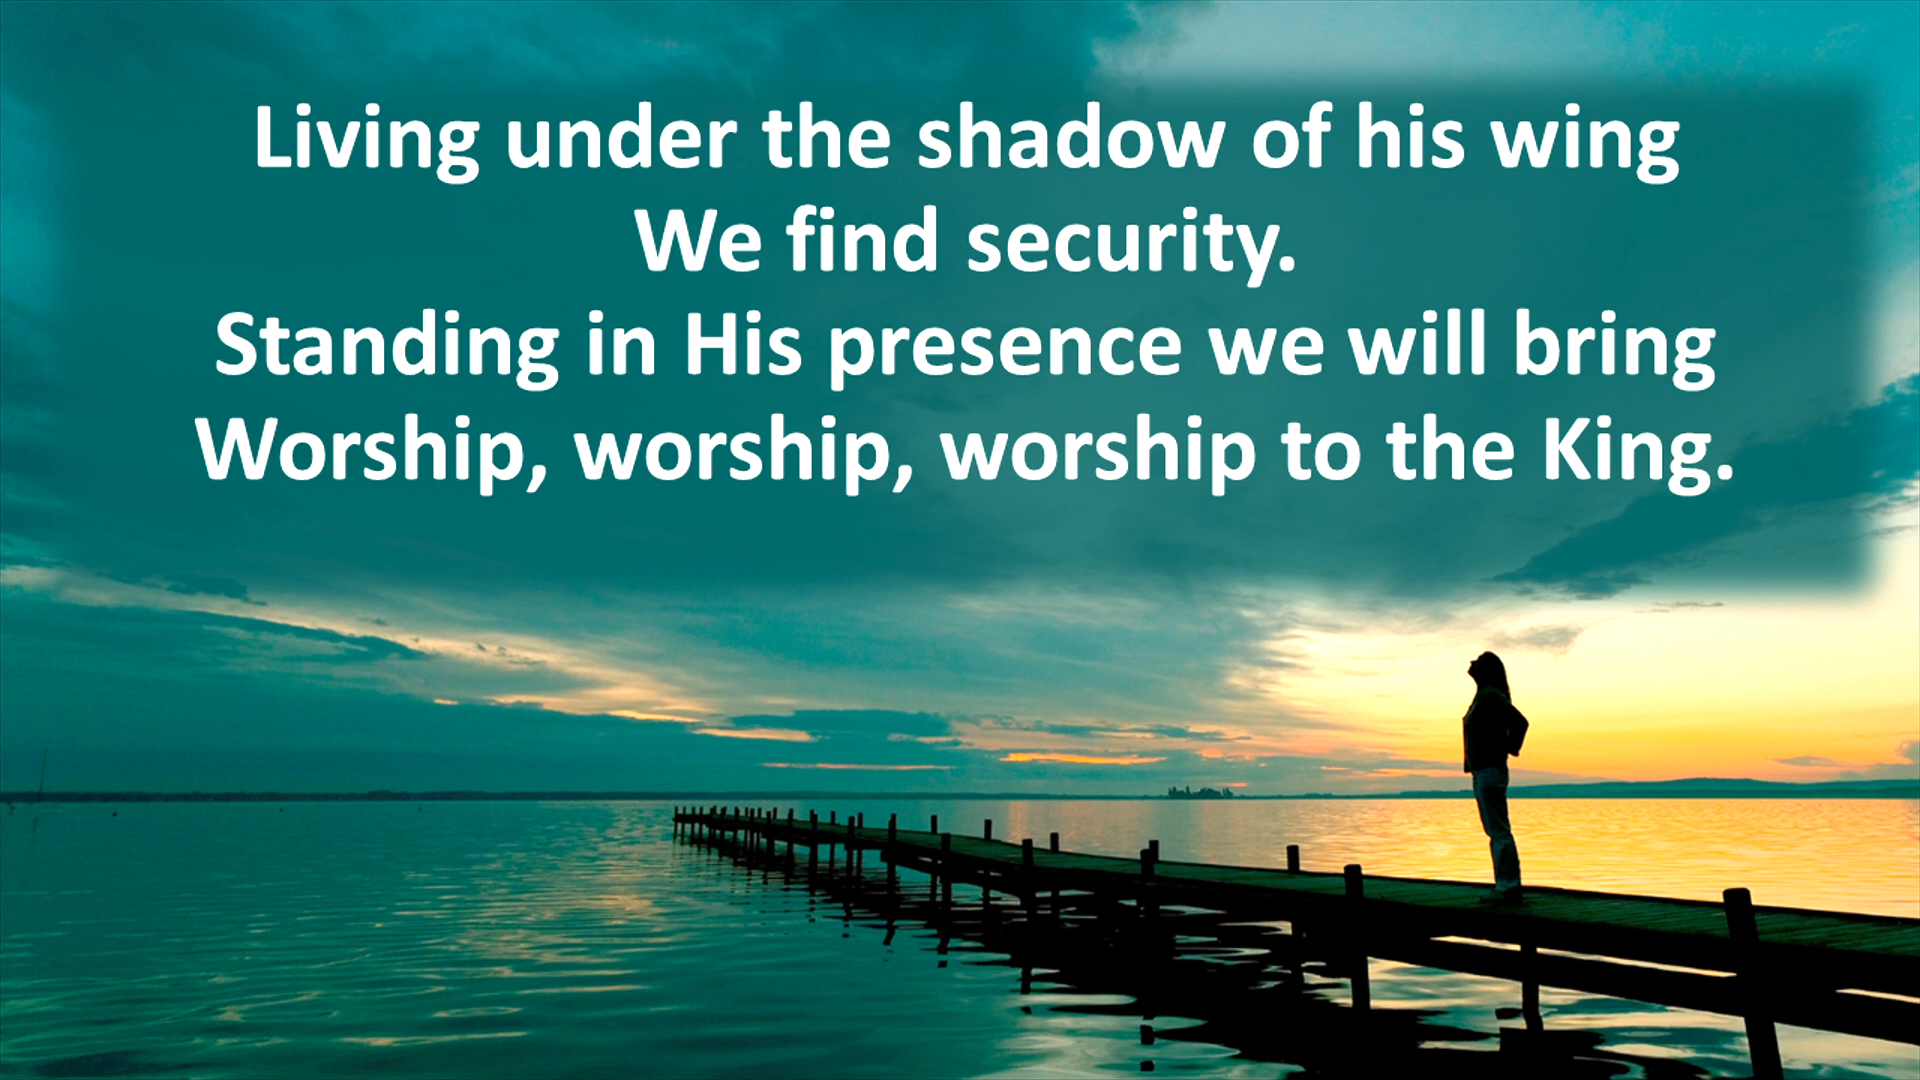 Living under the shadow of his wing
We find security.
Standing in His presence we will bring
Worship, worship, worship to the King.